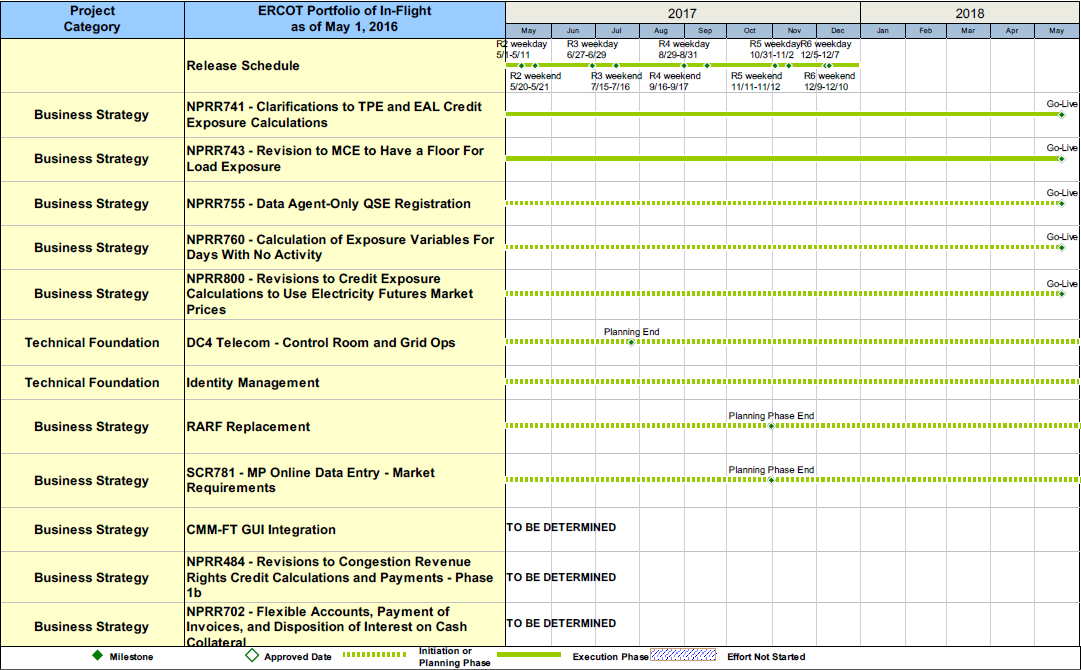 Project
Category
ERCOT Portfolio of In-Flight
as of May 1, 2016
2017
2018
May Jun Jul Aug Sep Oct Nov Dec Jan Feb Mar Apr May
Release Schedule
R2 weekday
5/1-5/11
R3 weekday
6/27-6/29
R4 weekday
8/29-8/31
R5 weekday
10/31-11/2
R6 weekday
12/5-12/7
R2 weekend
5/20-5/21
R3 weekend
7/15-7/16
R4 weekend
9/16-9/17
R5 weekend
11/11-11/12
R6 weekend
12/9-12/10
Business Strategy
NPRR741 - Clarifications to TPE and EAL Credit
Exposure Calculations
Go-Live
Business Strategy
NPRR743 - Revision to MCE to Have a Floor For
Load Exposure
Go-Live
Business Strategy
NPRR755 - Data Agent-Only QSE Registration
Go-Live
Business Strategy
NPRR760 - Calculation of Exposure Variables For
Days With No Activity
Go-Live
Business Strategy
NPRR800 - Revisions to Credit Exposure
Calculations to Use Electricity Futures Market
Prices
Go-Live
Technical Foundation
DC4 Telecom - Control Room and Grid Ops
Planning End
Technical Foundation
Identity Management
Business Strategy
RARF Replacement
Planning Phase End
Business Strategy
SCR781 - MP Online Data Entry - Market
Requirements
Planning Phase End
Business Strategy
CMM-FT GUI Integration
TO BE DETERMINED
Business Strategy
NPRR484 - Revisions to Congestion Revenue
Rights Credit Calculations and Payments - Phase
1b
TO BE DETERMINED
Business Strategy
NPRR702 - Flexible Accounts, Payment of
Invoices, and Disposition of Interest on Cash
Collateral
TO BE DETERMINED
Milestone
Approved Date
Initiation or
Planning Phase
Execution Phase
Effort Not Started